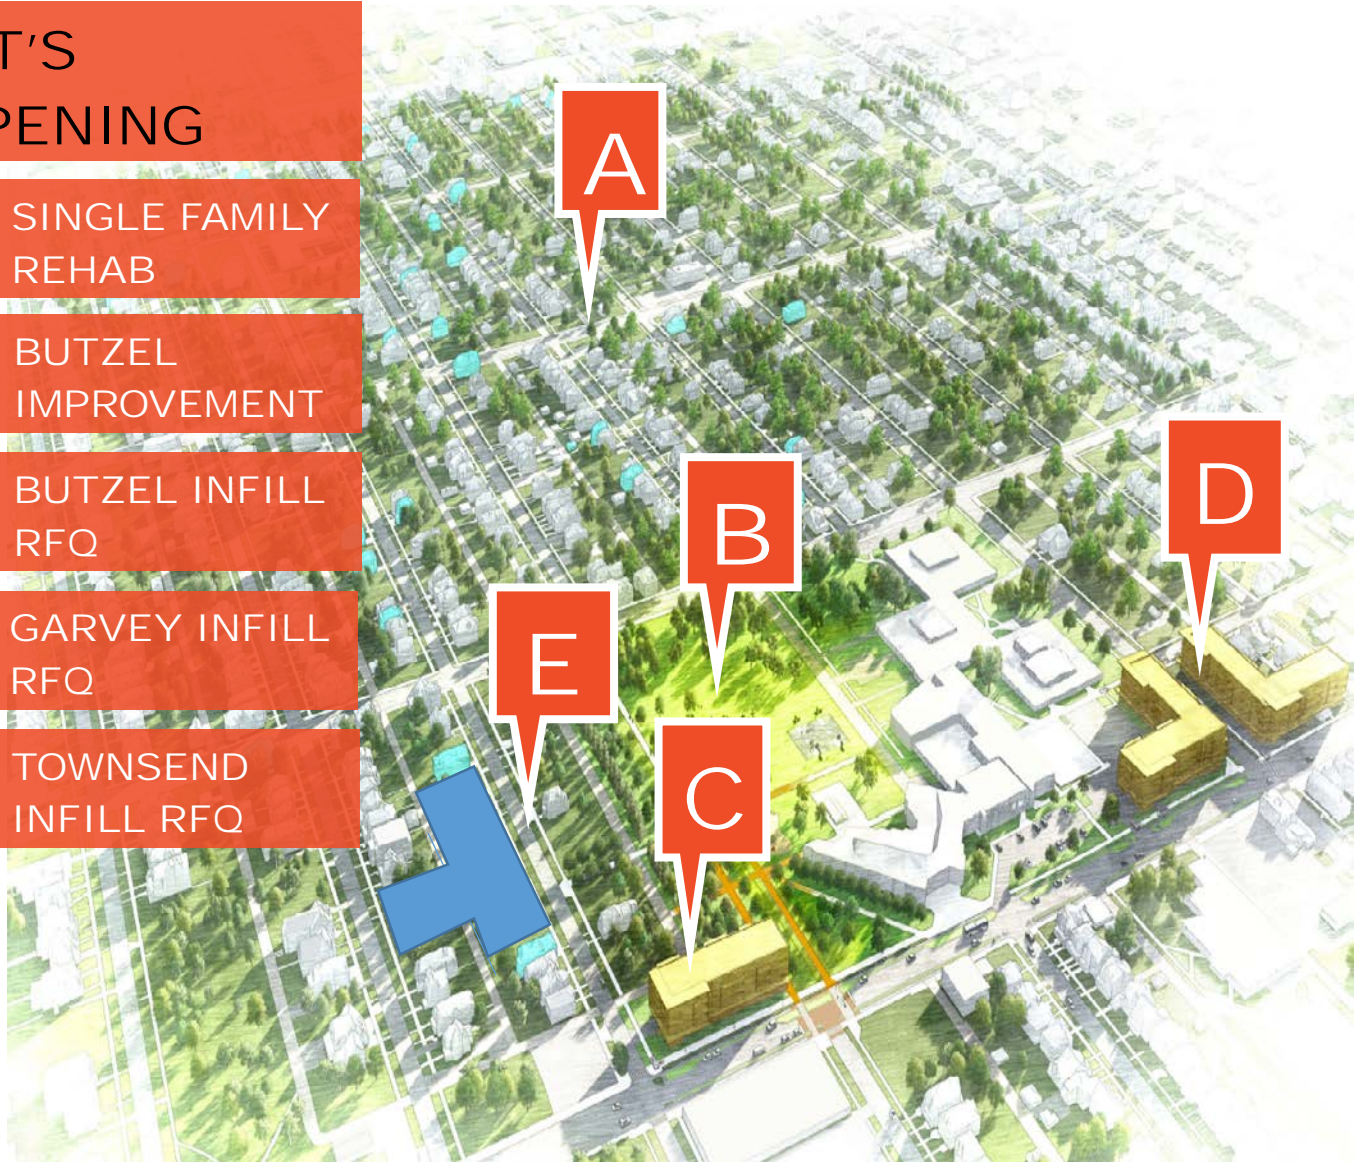 T'S
PENING
SINGLE FAMILY
REHAB
BUTZEL
IMPROVEMENT
BUTZEL INFILL
RFQ
GARVEY INFILL
RFQ
TOWNSEND
INFILL RFQ
A
B
D
E
C